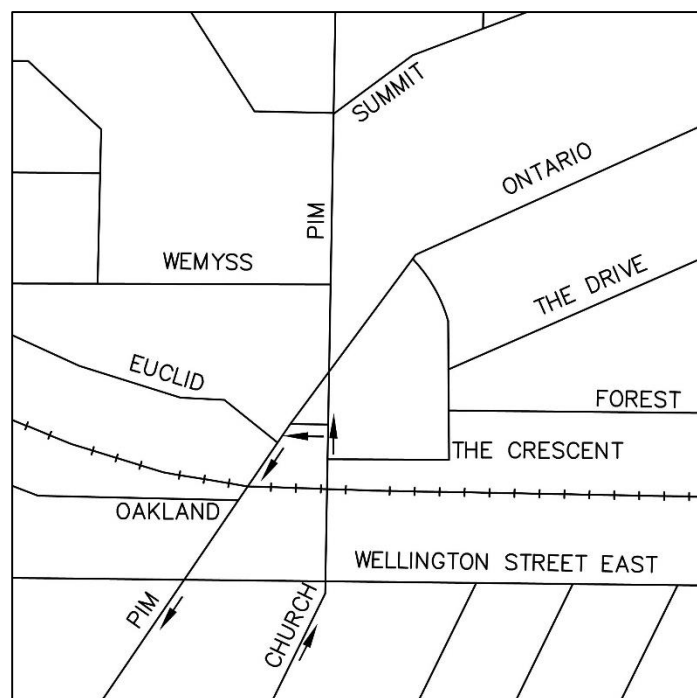 SUMMIT
ONTARIO
PIM
WEMYSS
THE DRIVE
EUCLID
FOREST
THE CRESCENT
OAKLAND
WELLINGTON STREET EAST
PIM
CHURCH